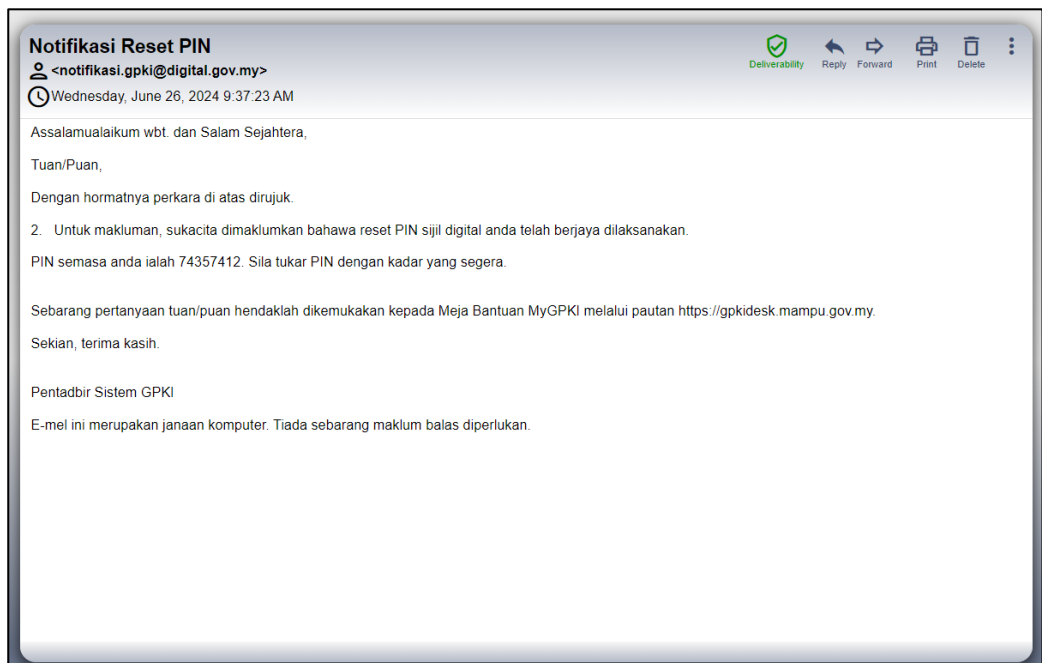 Notifikasi Reset PIN
<notifikasi.gpki@digital.gov.my>
Wednesday, June 26, 2024 9:37:23 AM
Deliverability Reply Forward Print Delete
Assalamualaikum wbt. dan Salam Sejahtera,
Tuan/Puan,
Dengan hormatnya perkara di atas dirujuk.
2. Untuk makluman, sukacita dimaklumkan bahawa reset PIN sijil digital anda telah berjaya dilaksanakan.
PIN semasa anda ialah 74357412. Sila tukar PIN dengan kadar yang segera.
Sebarang pertanyaan tuan/puan hendaklah dikemukakan kepada Meja Bantuan MyGPKI melalui pautan https://gpkidesk.mampu.gov.my.
Sekian, terima kasih.
Pentadbir Sistem GPKI
E-mel ini merupakan janaan komputer. Tiada sebarang maklum balas diperlukan.